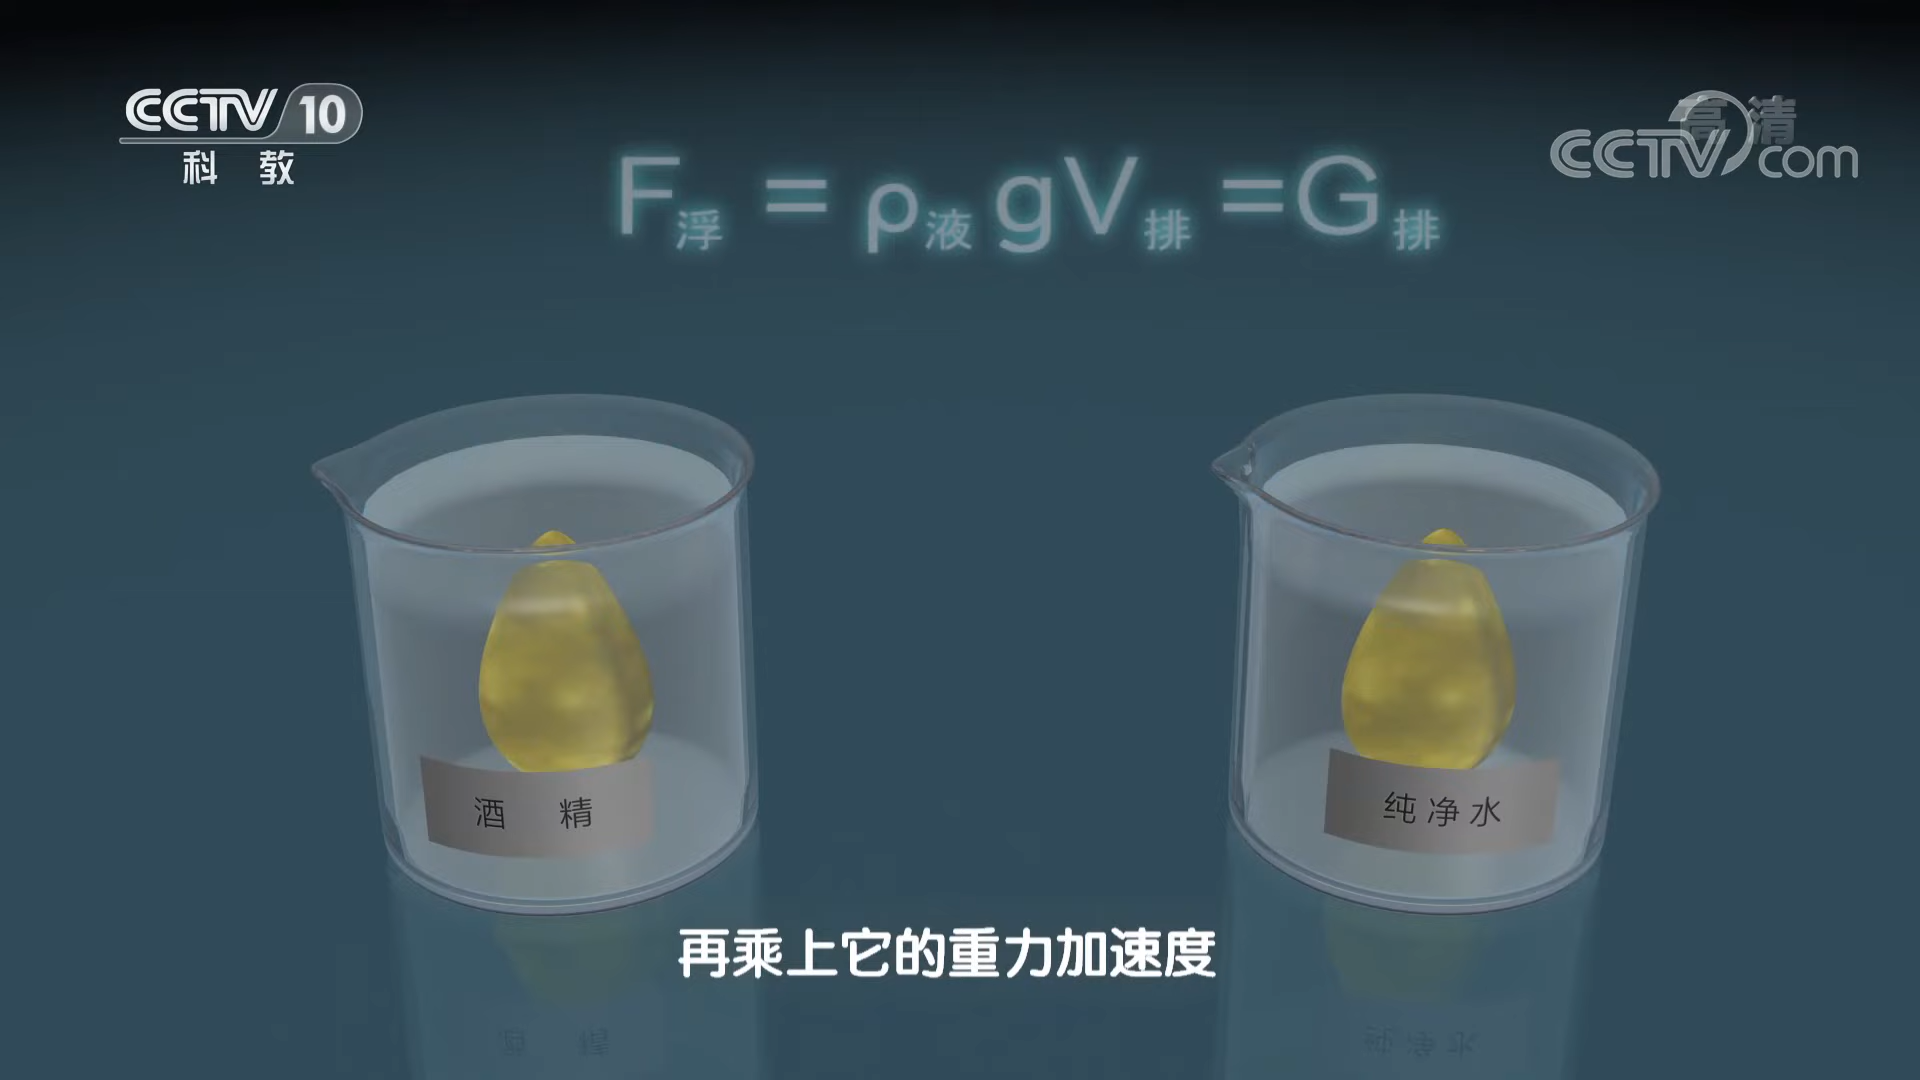 CCTV 10
科 教
高清
CCTV.com
F浮 = ρ液 gV排 =G排
酒 精
纯净水
再乘上它的重力加速度